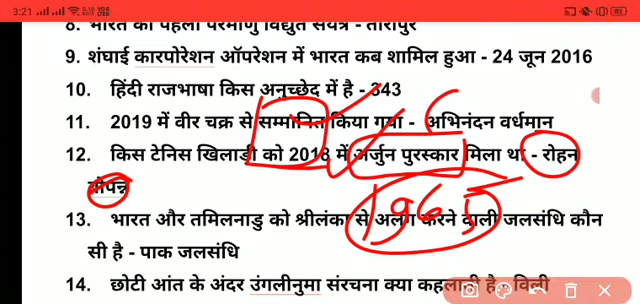 3:21
8. भारत का पहला परमाणु विद्युत संयंत्र - तारापुर
9. शंघाई कारपोरेशन ऑपरेशन में भारत कब शामिल हुआ - 24 जून 2016
10. हिंदी राजभाषा किस अनुच्छेद में है - 343
11. 2019 में वीर चक्र से सम्मानित किया गया - अभिनंदन वर्धमान
12. किस टेनिस खिलाडी को 2018 में अर्जुन पुरस्कार मिला था - रोहन
1965
13. भारत और तमिलनाडु को श्रीलंका से अलग करने वाली जलसंधि कौन
सी है - पाक जलसंधि
14. छोटी आंत के अंदर उंगलीनुमा संरचना क्या कहलाती है - विली